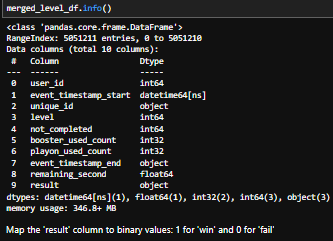 merged_level_df.info()
<class 'pandas.core.frame.DataFrame'>
RangeIndex: 5051211 entries, 0 to 5051210
Data columns (total 10 columns):
 #   Column                 Dtype
---  ------                 -----
 0   user_id                int64
 1   event_timestamp_start  datetime64[ns]
 2   unique_id              object
 3   level                  int64
 4   not_completed          int64
 5   booster_used_count     int32
 6   playon_used_count      int32
 7   event_timestamp_end    object
 8   remaining_second       float64
 9   result                 object
dtypes: datetime64[ns](1), float64(1), int32(2), int64(3), object(3)
memory usage: 346.8+ MB
Map the 'result' column to binary values: 1 for 'win' and 0 for 'fail'